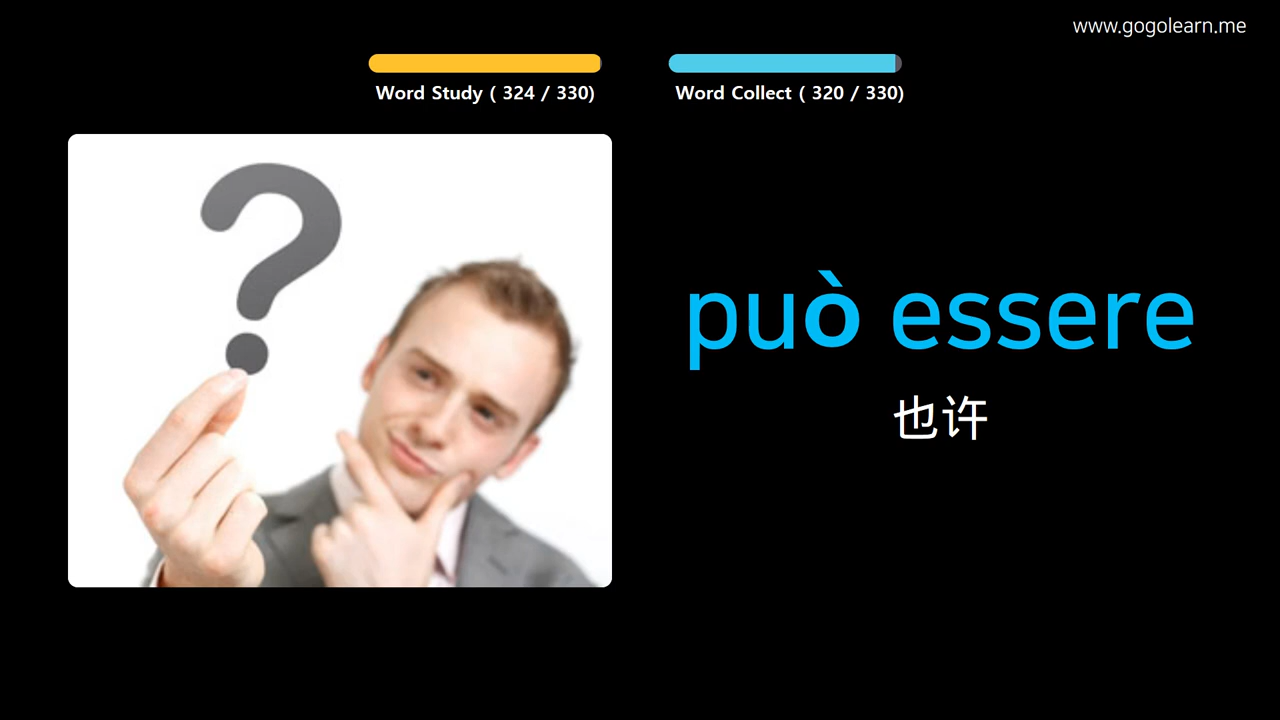 www.gogolearn.me
Word Study ( 324 / 330)
Word Collect ( 320 / 330)
può essere
也许